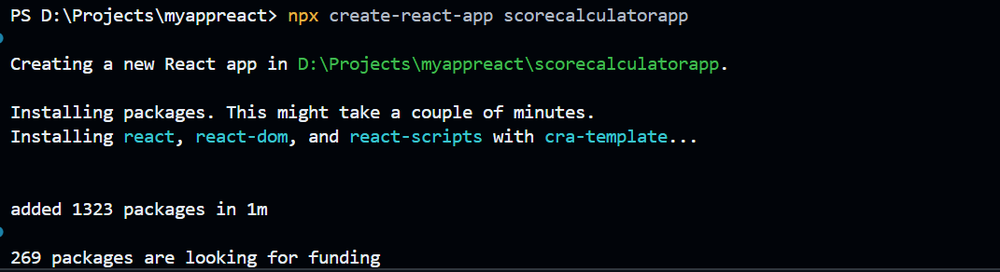 PS D:\Projects\myappreact> npx create-react-app scorecalculatorapp
Creating a new React app in D:\Projects\myappreact\scorecalculatorapp.
Installing packages. This might take a couple of minutes.
Installing react, react-dom, and react-scripts with cra-template...
added 1323 packages in 1m
269 packages are looking for funding